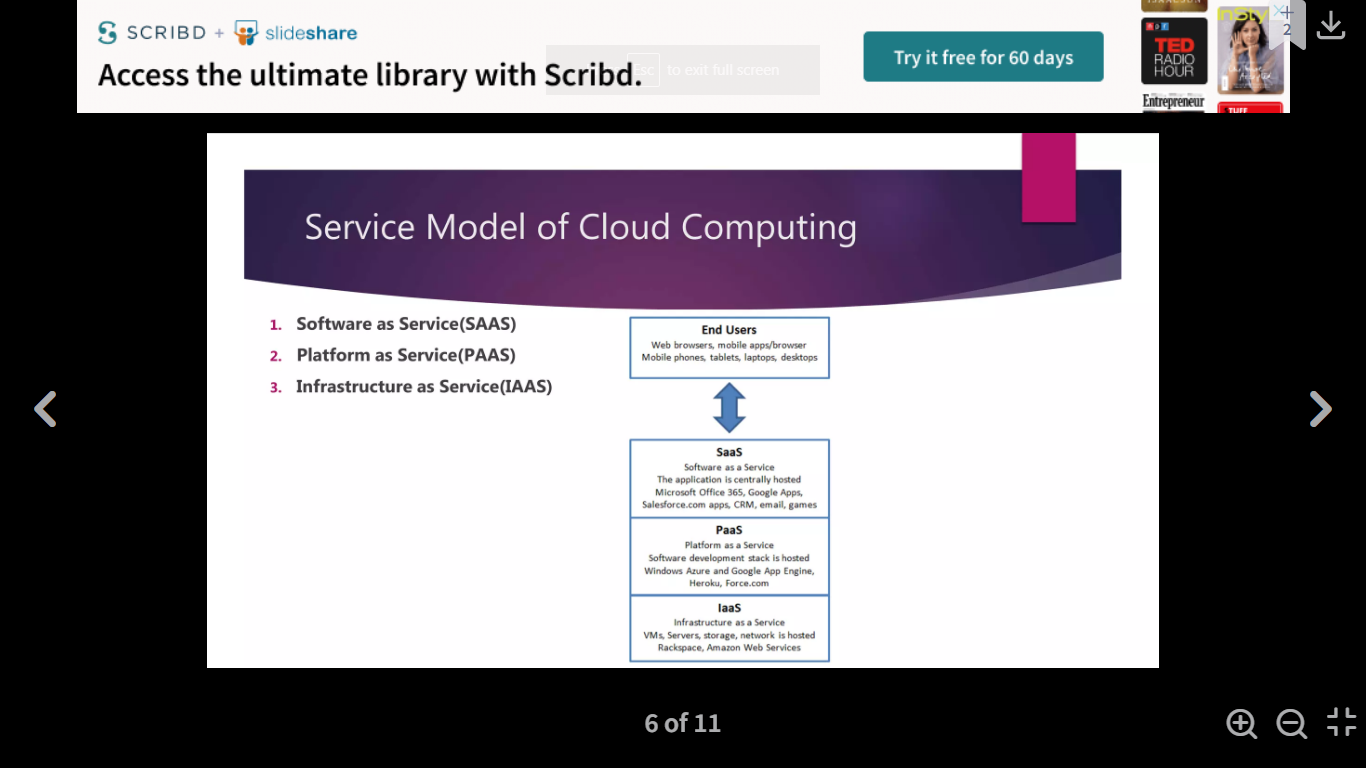 SCRIBD + slideshare
Access the ultimate library with Scribd.
Esc to exit full screen
Try it free for 60 days
TED
RADIO
HOUR
Entrepreneur
InSty
2
Service Model of Cloud Computing
1. Software as Service(SAAS)
2. Platform as Service(PAAS)
3. Infrastructure as Service(IAAS)
End Users
Web browsers, mobile apps/browser
Mobile phones, tablets, laptops, desktops
SaaS
Software as a Service
The application is centrally hosted
Microsoft Office 365, Google Apps,
Salesforce.com apps, CRM, email, games
PaaS
Platform as a Service
Software development stack is hosted
Windows Azure and Google App Engine,
Heroku, Force.com
IaaS
Infrastructure as a Service
VMs, Servers, storage, network is hosted
Rackspace, Amazon Web Services
6 of 11